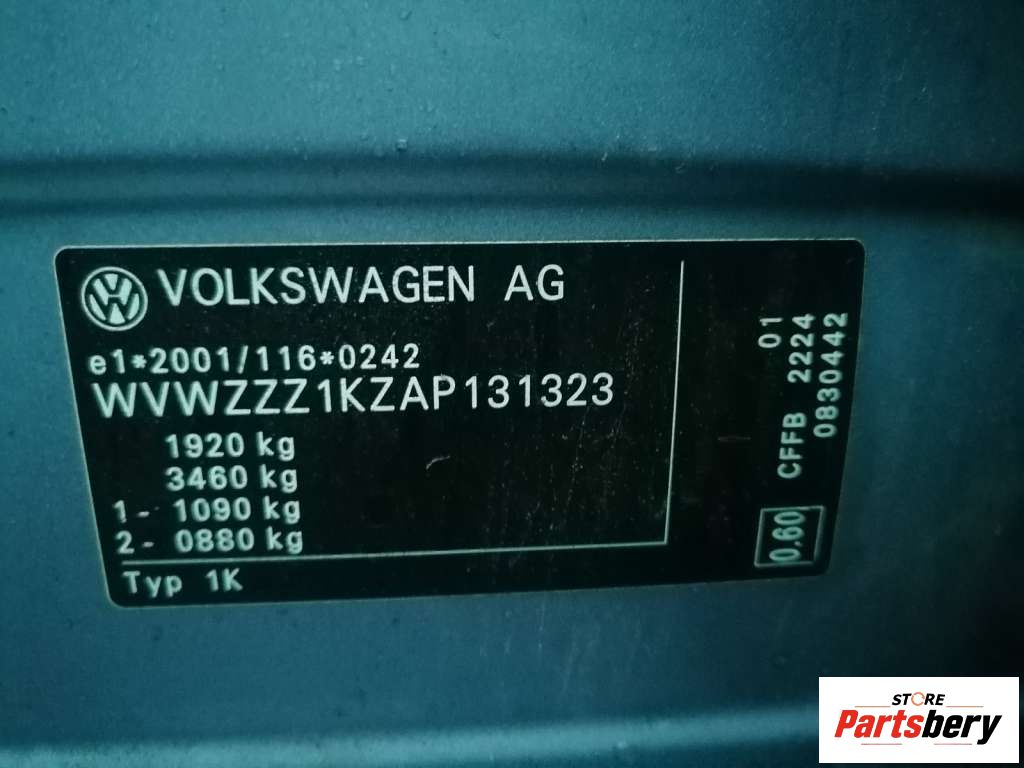 VOLKSWAGEN AG
e1*2001/116*0242
WVWZZZ1KZAP131323
1920 kg
3460 kg
1- 1090 kg
2- 0880 kg
Typ 1K
01
CFFB 2224
0830442
0,60
STORE
Partsbery